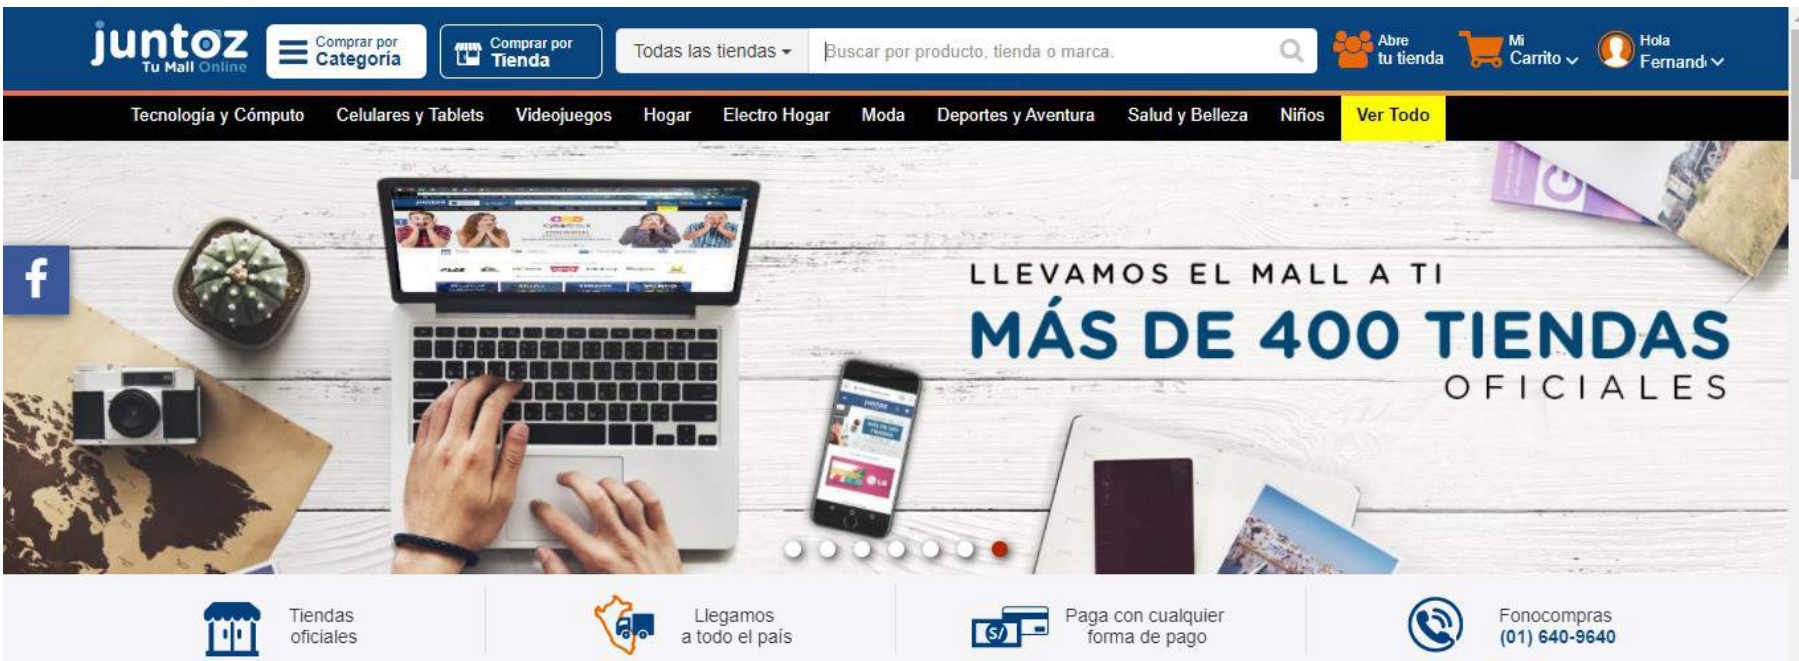 juntoz
Tu Mall Online
Comprar por
Categoría
Comprar por
Tienda
Todas las tiendas
Buscar por producto, tienda o marca.
Abre
tu tienda
Mi
Carrito
Hola
Fernand
Tecnología y Cómputo Celulares y Tablets Videojuegos Hogar Electro Hogar Moda Deportes y Aventura Salud y Belleza Niños Ver Todo
f
LLEVAMOS EL MALL A TI
MÁS DE 400 TIENDAS
OFICIALES
juntoz
LG
Tiendas
oficiales
Llegamos
a todo el país
S/
Paga con cualquier
forma de pago
Fonocompras
(01) 640-9640